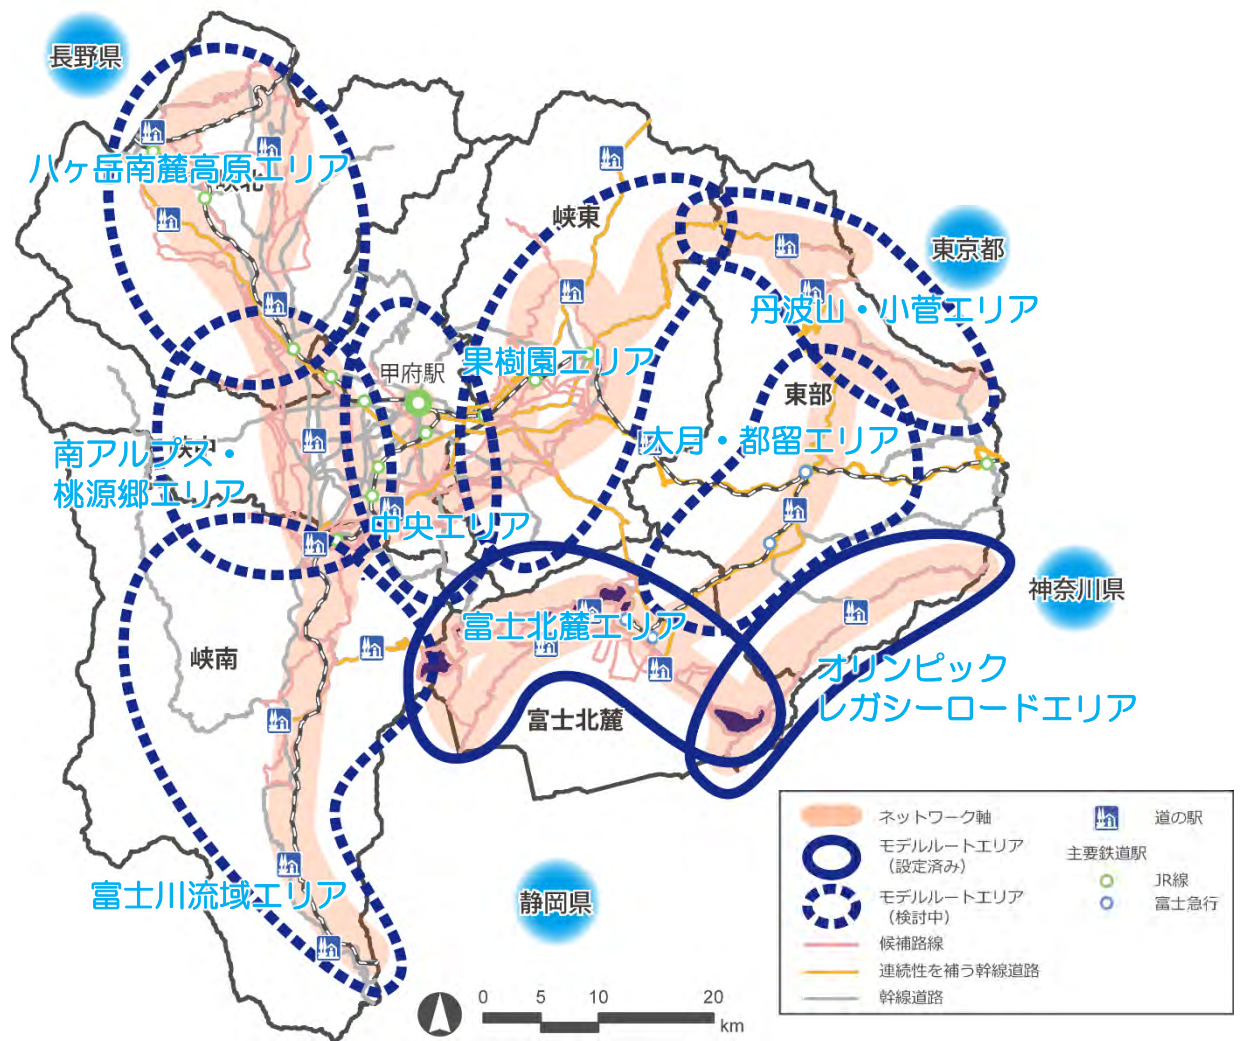 長野県
八ヶ岳南麓高原エリア
峡北
峡東
東京都
丹波山・小菅エリア
果樹園エリア
甲府駅
東部
大月・都留エリア
峡中
南アルプス・
桃源郷エリア
中央エリア
神奈川県
富士北麓エリア
峡南
オリンピック
レガシーロードエリア
富士北麓
富士川流域エリア
静岡県
ネットワーク軸
モデルルートエリア
（設定済み）
モデルルートエリア
（検討中）
候補路線
連続性を補う幹線道路
幹線道路
道の駅
主要鉄道駅
JR線
富士急行
0 5 10 20
km